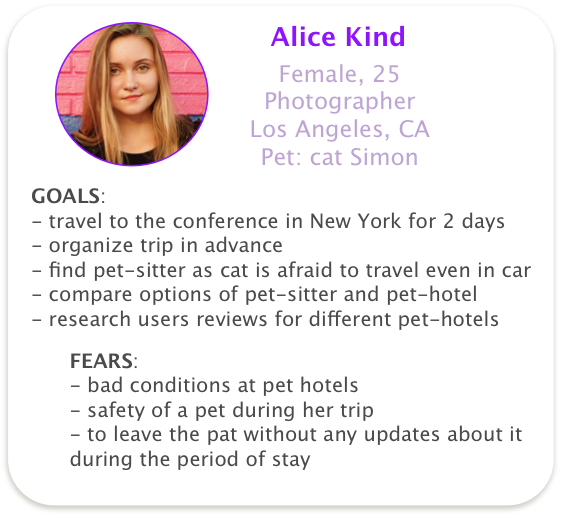 Alice Kind
Female, 25
Photographer
Los Angeles, CA
Pet: cat Simon
GOALS:
- travel to the conference in New York for 2 days
- organize trip in advance
- find pet-sitter as cat is afraid to travel even in car
- compare options of pet-sitter and pet-hotel
- research users reviews for different pet-hotels
FEARS:
- bad conditions at pet hotels
- safety of a pet during her trip
- to leave the pat without any updates about it
during the period of stay